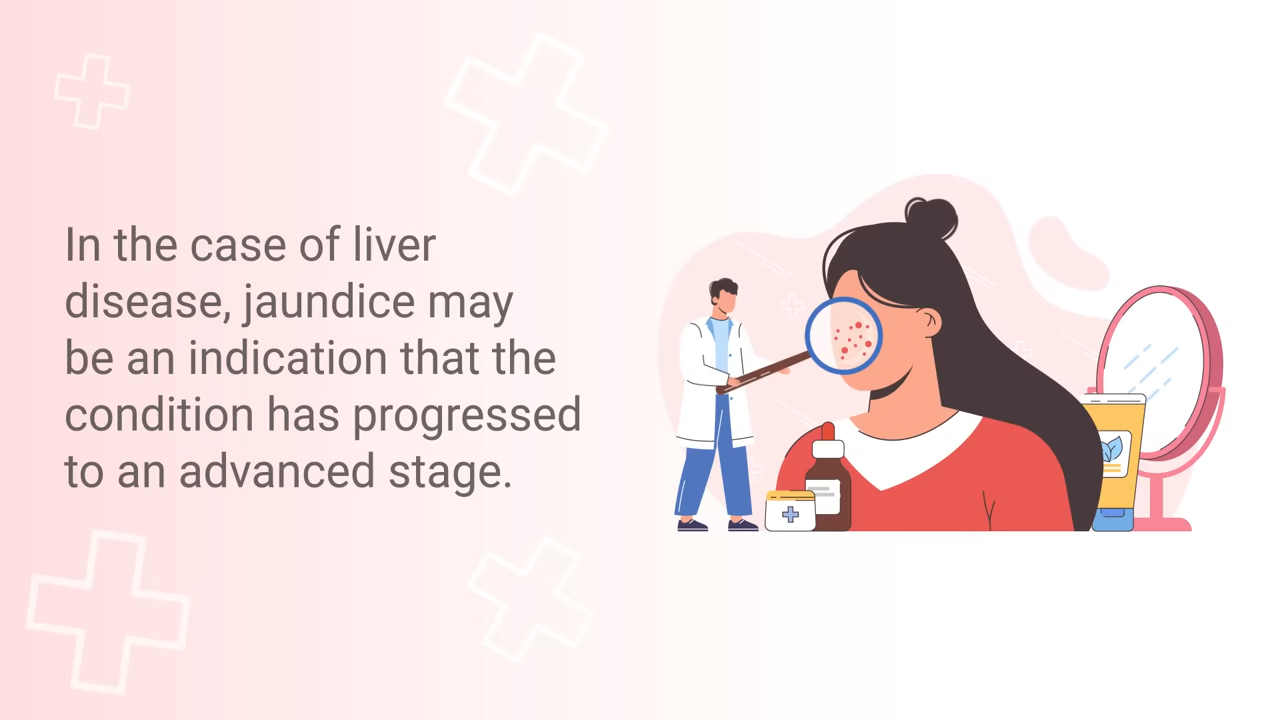 In the case of liver
disease, jaundice may
be an indication that the
condition has progressed
to an advanced stage.